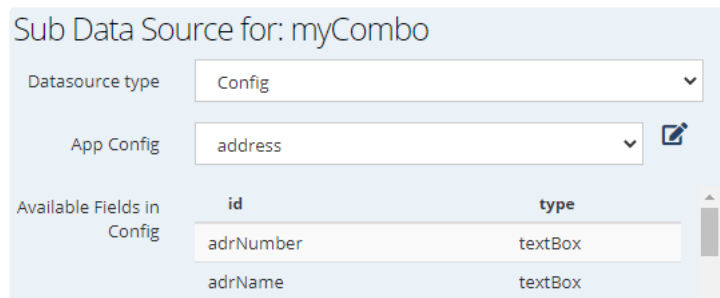 Sub Data Source for: myCombo
Datasource type Config
App Config address
Available Fields in Config id type
adrNumber textBox
adrName textBox